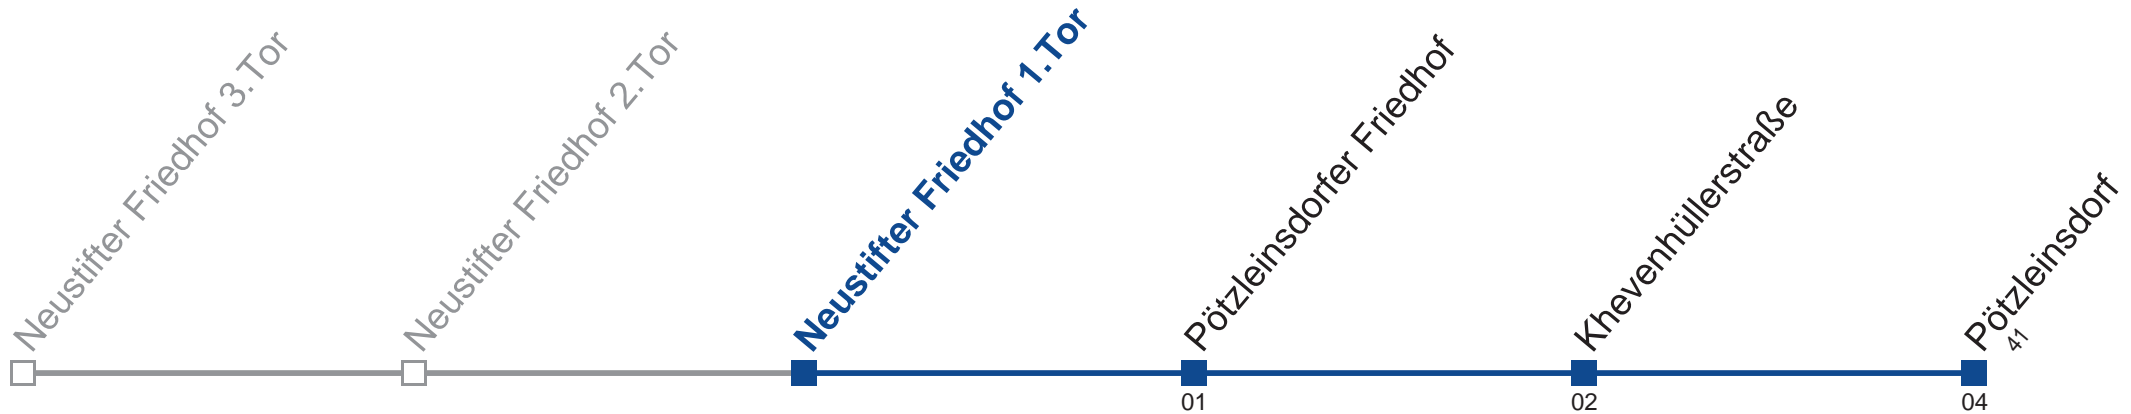 Neustifter Friedhof 3.Tor
Neustifter Friedhof 2.Tor
Neustifter Friedhof 1.Tor
Pötzleinsdorfer Friedhof
Khevenhüllerstraße
Pötzleinsdorf
41
01
02
04